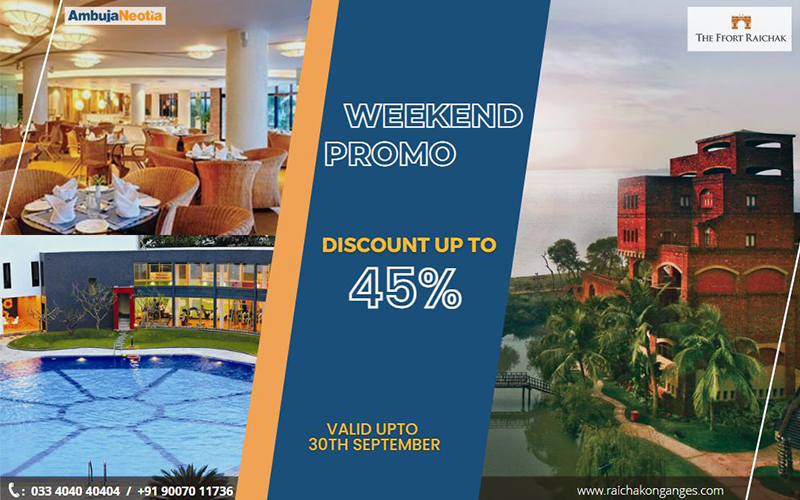 AmbujaNeotia
THE FFORT RAICHAK
WEEKEND
PROMO
DISCOUNT UP TO
45%
VALID UPTO
30TH SEPTEMBER
: 033 4040 40404 / +91 90070 11736
www.raichakonganges.com